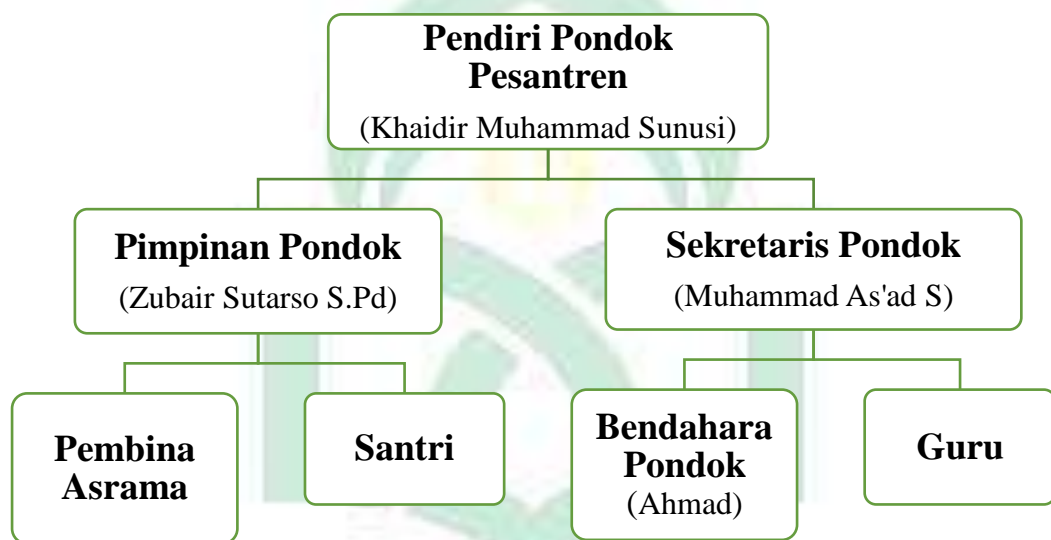 Pendiri Pondok
Pesantren
(Khaidir Muhammad Sunusi)
Pimpinan Pondok
(Zubair Sutarso S.Pd)
Sekretaris Pondok
(Muhammad As'ad S)
Pembina
Asrama
Santri
Bendahara
Pondok
(Ahmad)
Guru